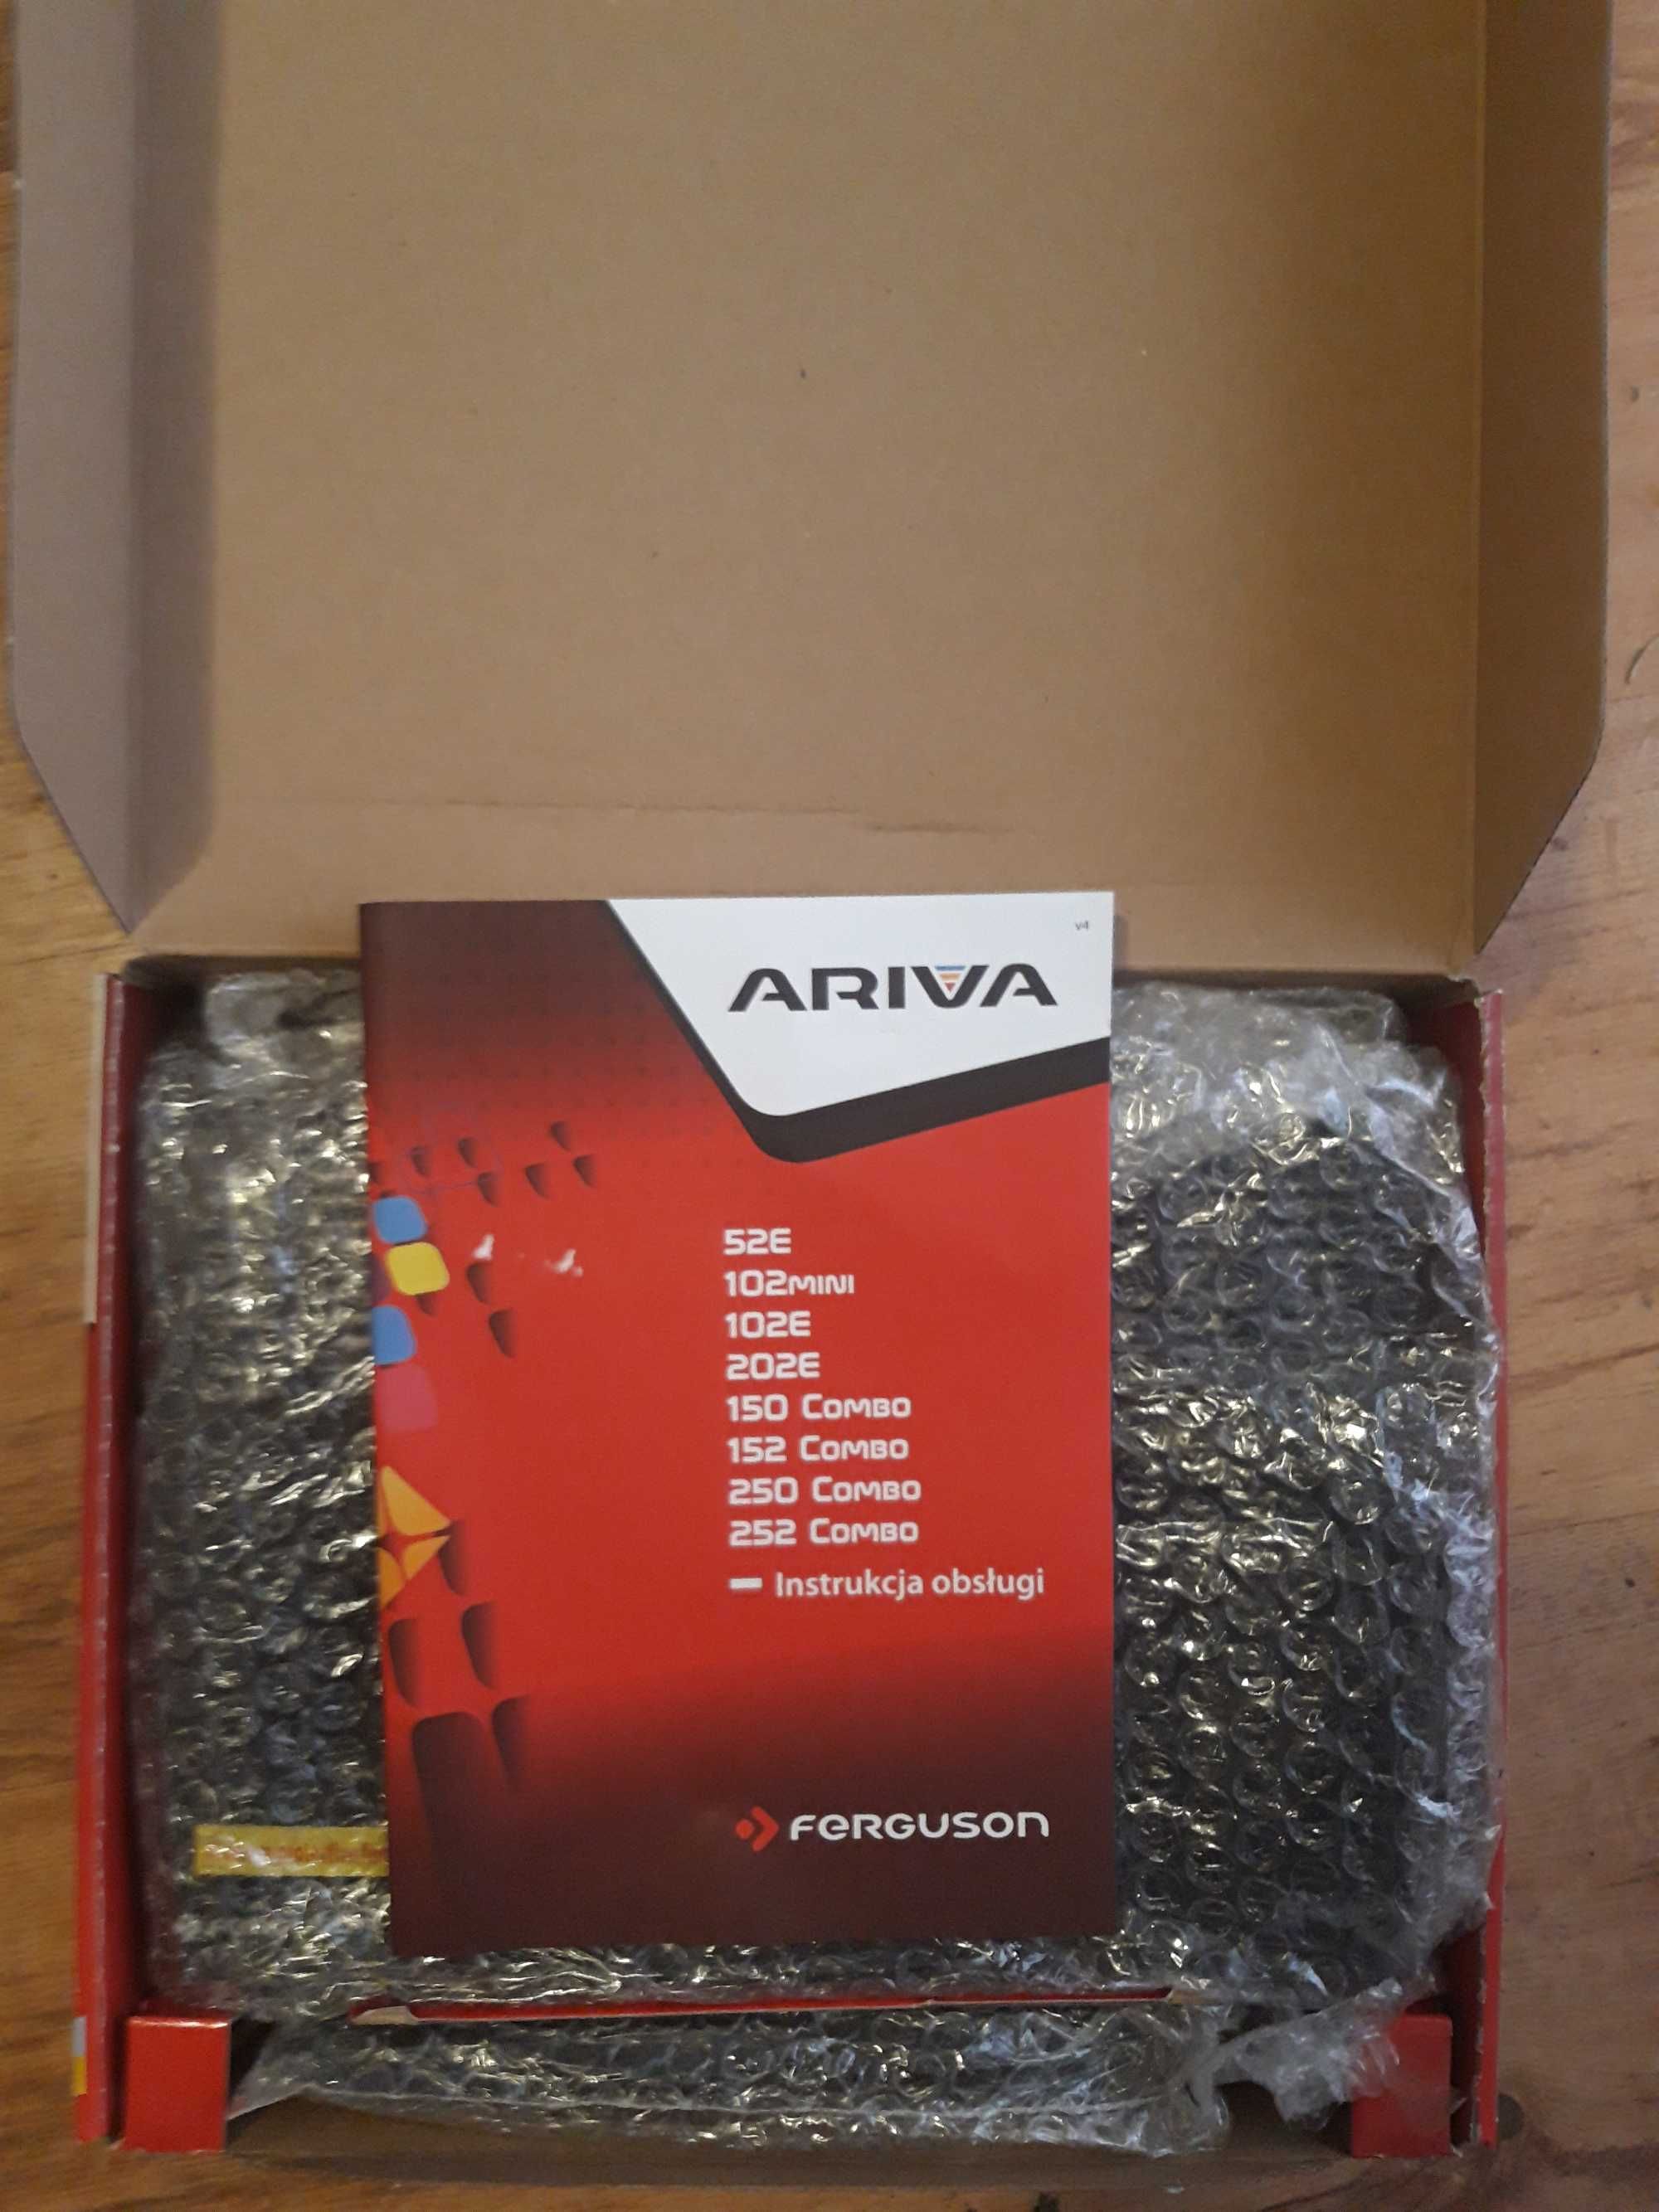 v4
ARIVA
52E
102MINI
102E
202E
150 COMBO
152 COMBO
250 COMBO
252 COMBO
Instrukcja obsługi
FERGUSON